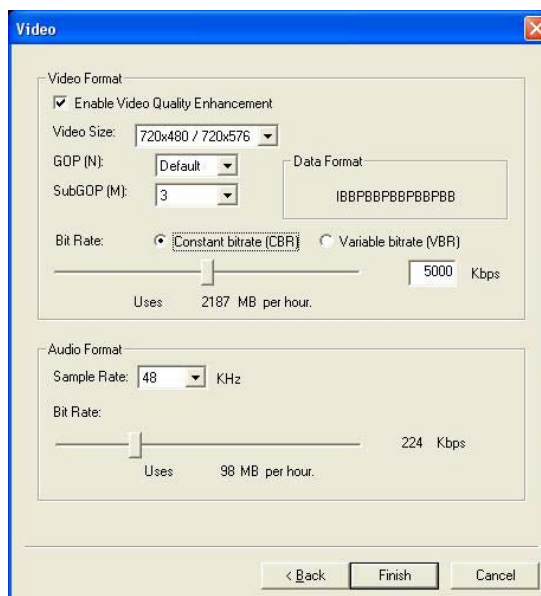 Video
Video Format
Enable Video Quality Enhancement
Video Size: 720x480 / 720x576
GOP (N): Default
Data Format
SubGOP (M): 3
IBBPBBPBBPBBPBB
Bit Rate: Constant bitrate (CBR) Variable bitrate (VBR)
5000 Kbps
Uses 2187 MB per hour.
Audio Format
Sample Rate: 48 KHz
Bit Rate:
224 Kbps
Uses 98 MB per hour.
< Back Finish Cancel